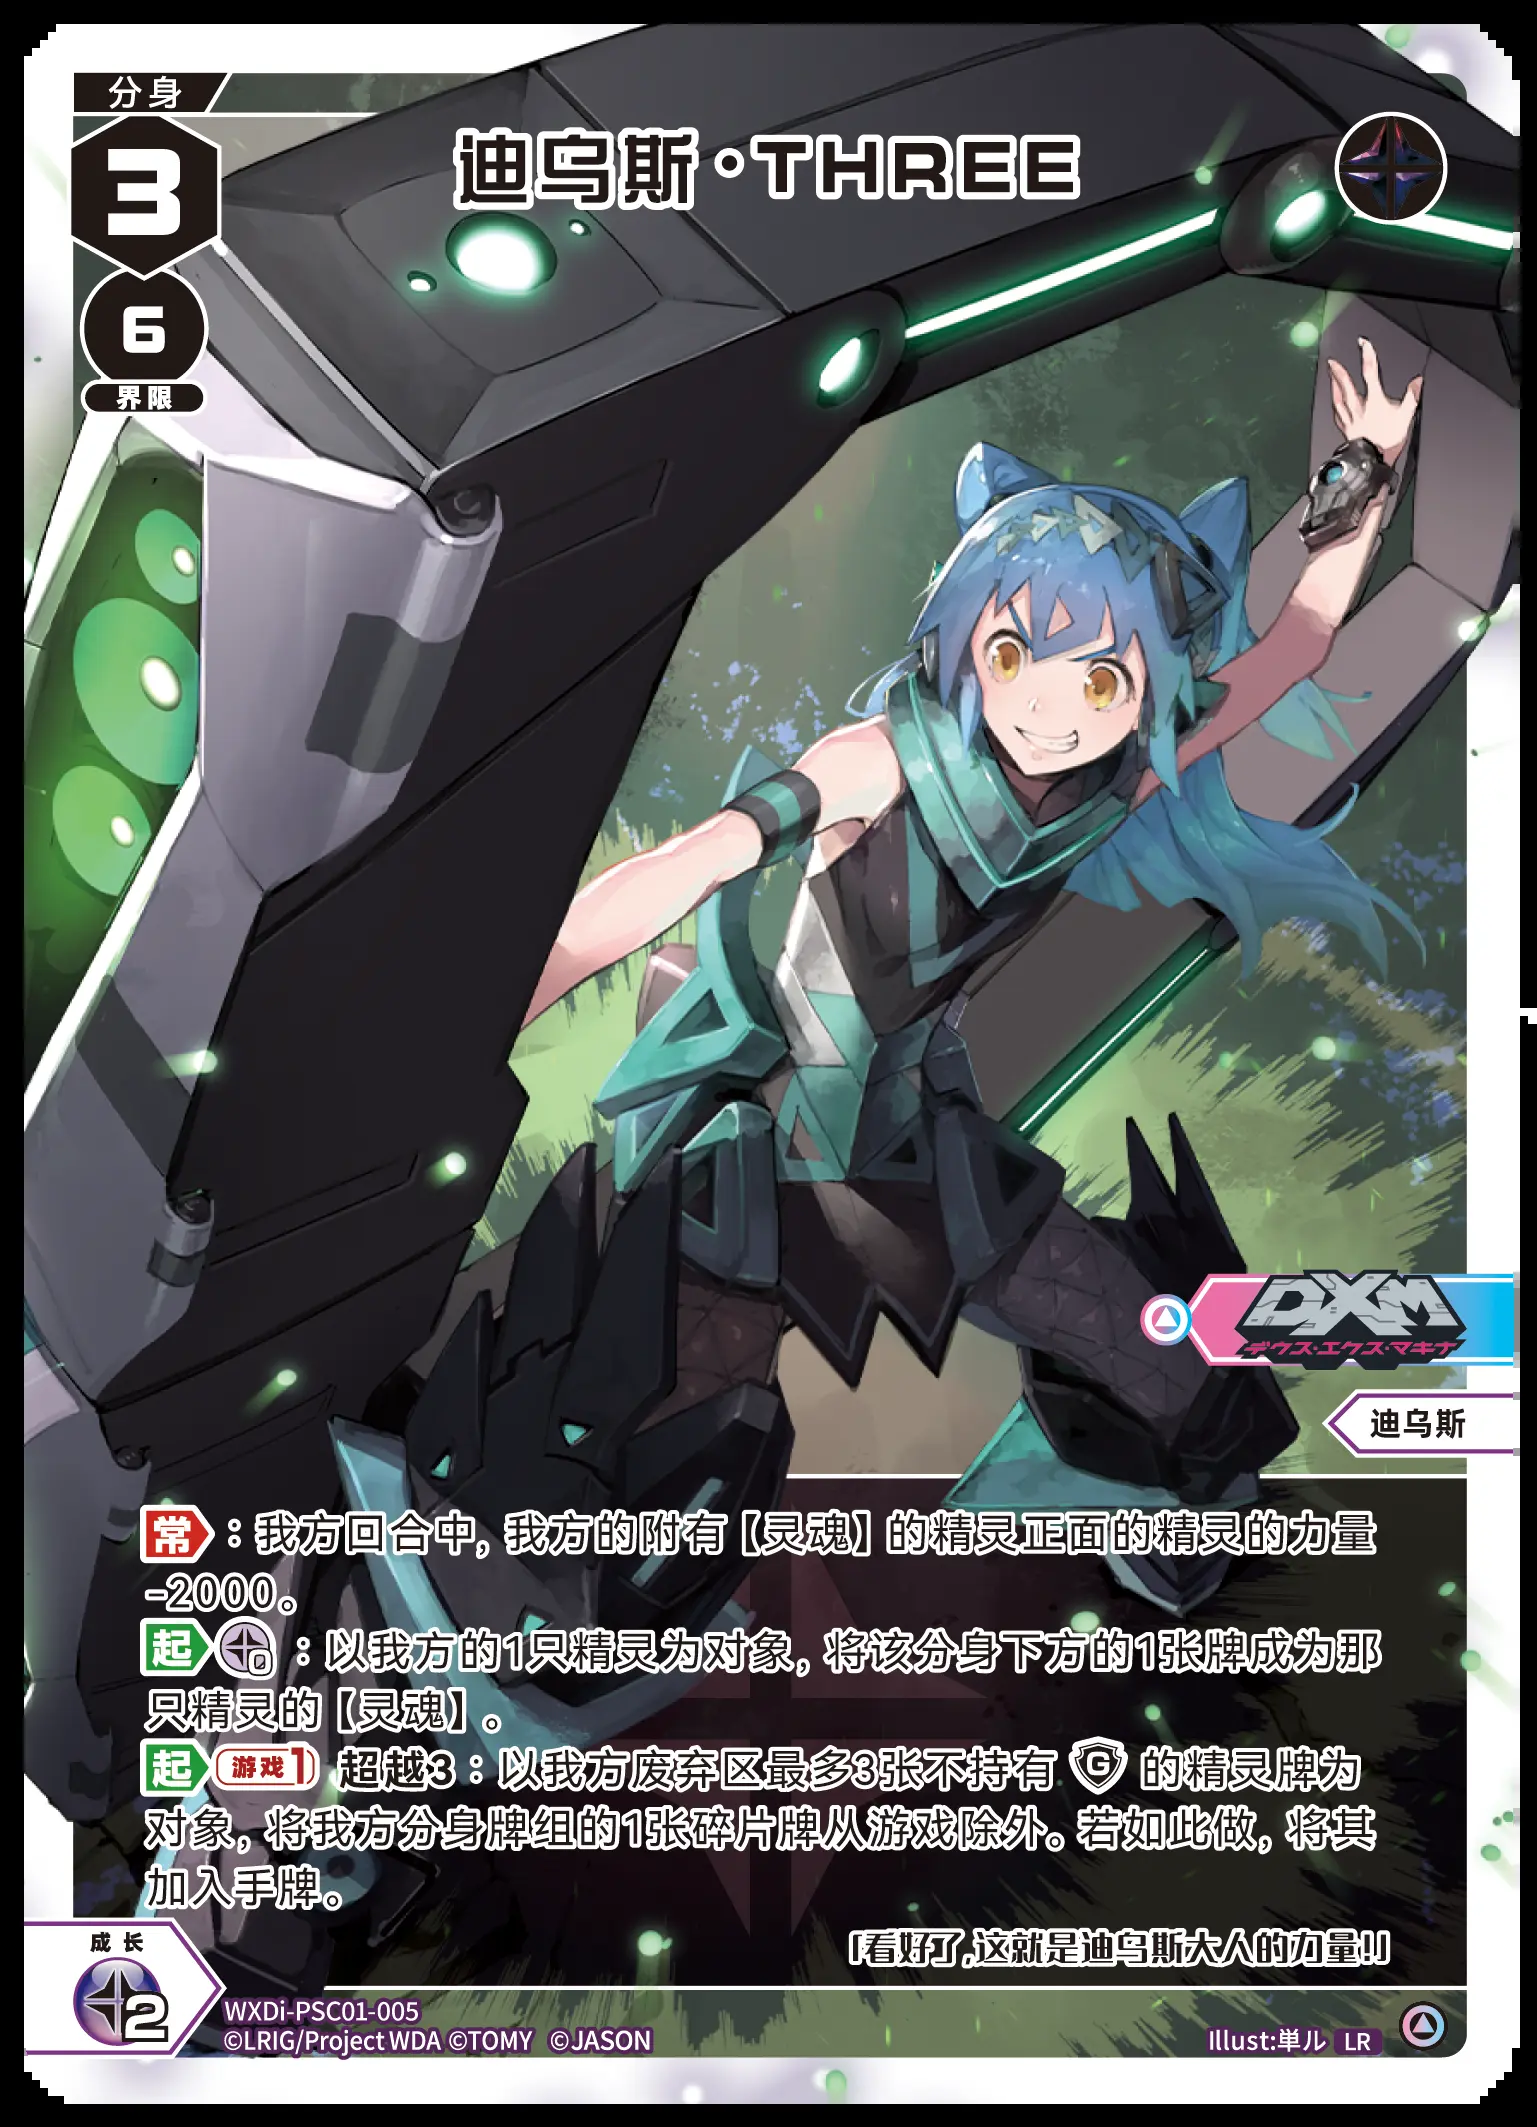 分身
3
迪乌斯·THREE
6
界限
DXM
デウス・エクス・マキナ
迪乌斯
常：我方回合中，我方的附有【灵魂】的精灵正面的精灵的力量
-2000。
起 0：以我方的1只精灵为对象，将该分身下方的1张牌成为那
只精灵的【灵魂】。
起 游戏1 超越3：以我方废弃区最多3张不持有 G 的精灵牌为
对象，将我方分身牌组的1张碎片牌从游戏除外。若如此做，将其
加入手牌。
「看好了,这就是迪乌斯大人的力量!!」
成长
2
WXDi-PSC01-005
©LRIG/Project WDA ©TOMY ©JASON
Illust:単ル LR